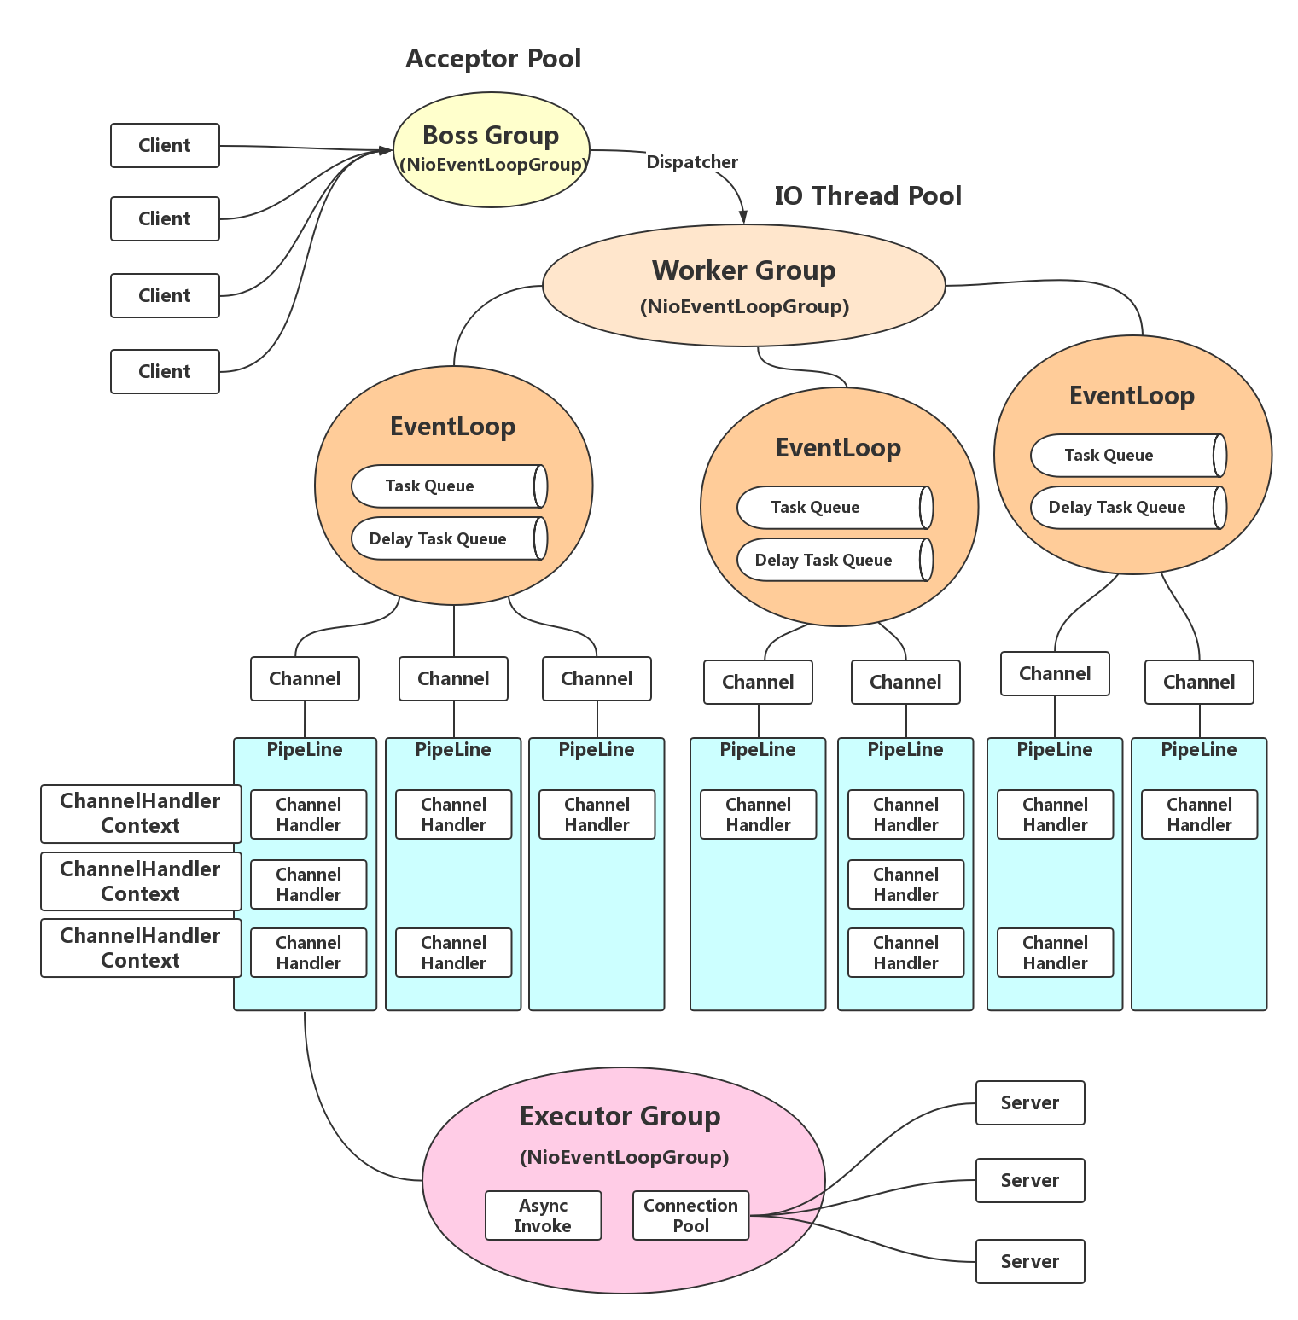 Acceptor Pool
Boss Group
(NioEventLoopGroup)
Client
Client
Client
Client
Dispatcher
IO Thread Pool
Worker Group
(NioEventLoopGroup)
EventLoop
Task Queue
Delay Task Queue
EventLoop
Task Queue
Delay Task Queue
EventLoop
Task Queue
Delay Task Queue
Channel
Channel
Channel
Channel
Channel
Channel
Channel
PipeLine
PipeLine
PipeLine
PipeLine
PipeLine
PipeLine
PipeLine
ChannelHandler
Context
ChannelHandler
Context
ChannelHandler
Context
Channel
Handler
Channel
Handler
Channel
Handler
Channel
Handler
Channel
Handler
Channel
Handler
Channel
Handler
Channel
Handler
Channel
Handler
Channel
Handler
Channel
Handler
Channel
Handler
Channel
Handler
Executor Group
(NioEventLoopGroup)
Async
Invoke
Connection
Pool
Server
Server
Server